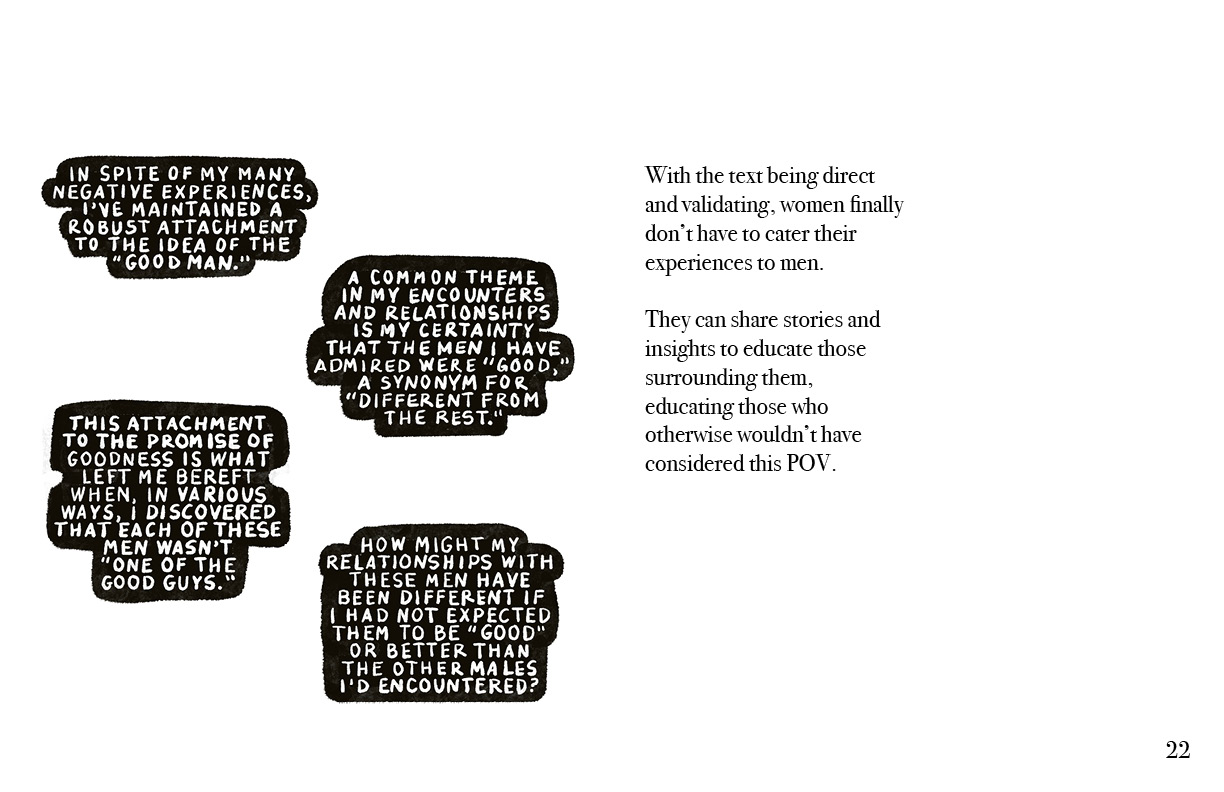 IN SPITE OF MY MANY
NEGATIVE EXPERIENCES,
I'VE MAINTAINED A
ROBUST ATTACHMENT
TO THE IDEA OF THE
"GOOD MAN."
A COMMON THEME
IN MY ENCOUNTERS
AND RELATIONSHIPS
IS MY CERTAINTY
THAT THE MEN I HAVE
ADMIRED WERE "GOOD,"
A SYNONYM FOR
"DIFFERENT FROM
THE REST."
THIS ATTACHMENT
TO THE PROMISE OF
GOODNESS IS WHAT
LEFT ME BEREFT
WHEN, IN VARIOUS
WAYS, I DISCOVERED
THAT EACH OF THESE
MEN WASN'T
"ONE OF THE
GOOD GUYS."
HOW MIGHT MY
RELATIONSHIPS WITH
THESE MEN HAVE
BEEN DIFFERENT IF
I HAD NOT EXPECTED
THEM TO BE "GOOD"
OR BETTER THAN
THE OTHER MALES
I'D ENCOUNTERED?
With the text being direct
and validating, women finally
don't have to cater their
experiences to men.
They can share stories and
insights to educate those
surrounding them,
educating those who
otherwise wouldn't have
considered this POV.
22